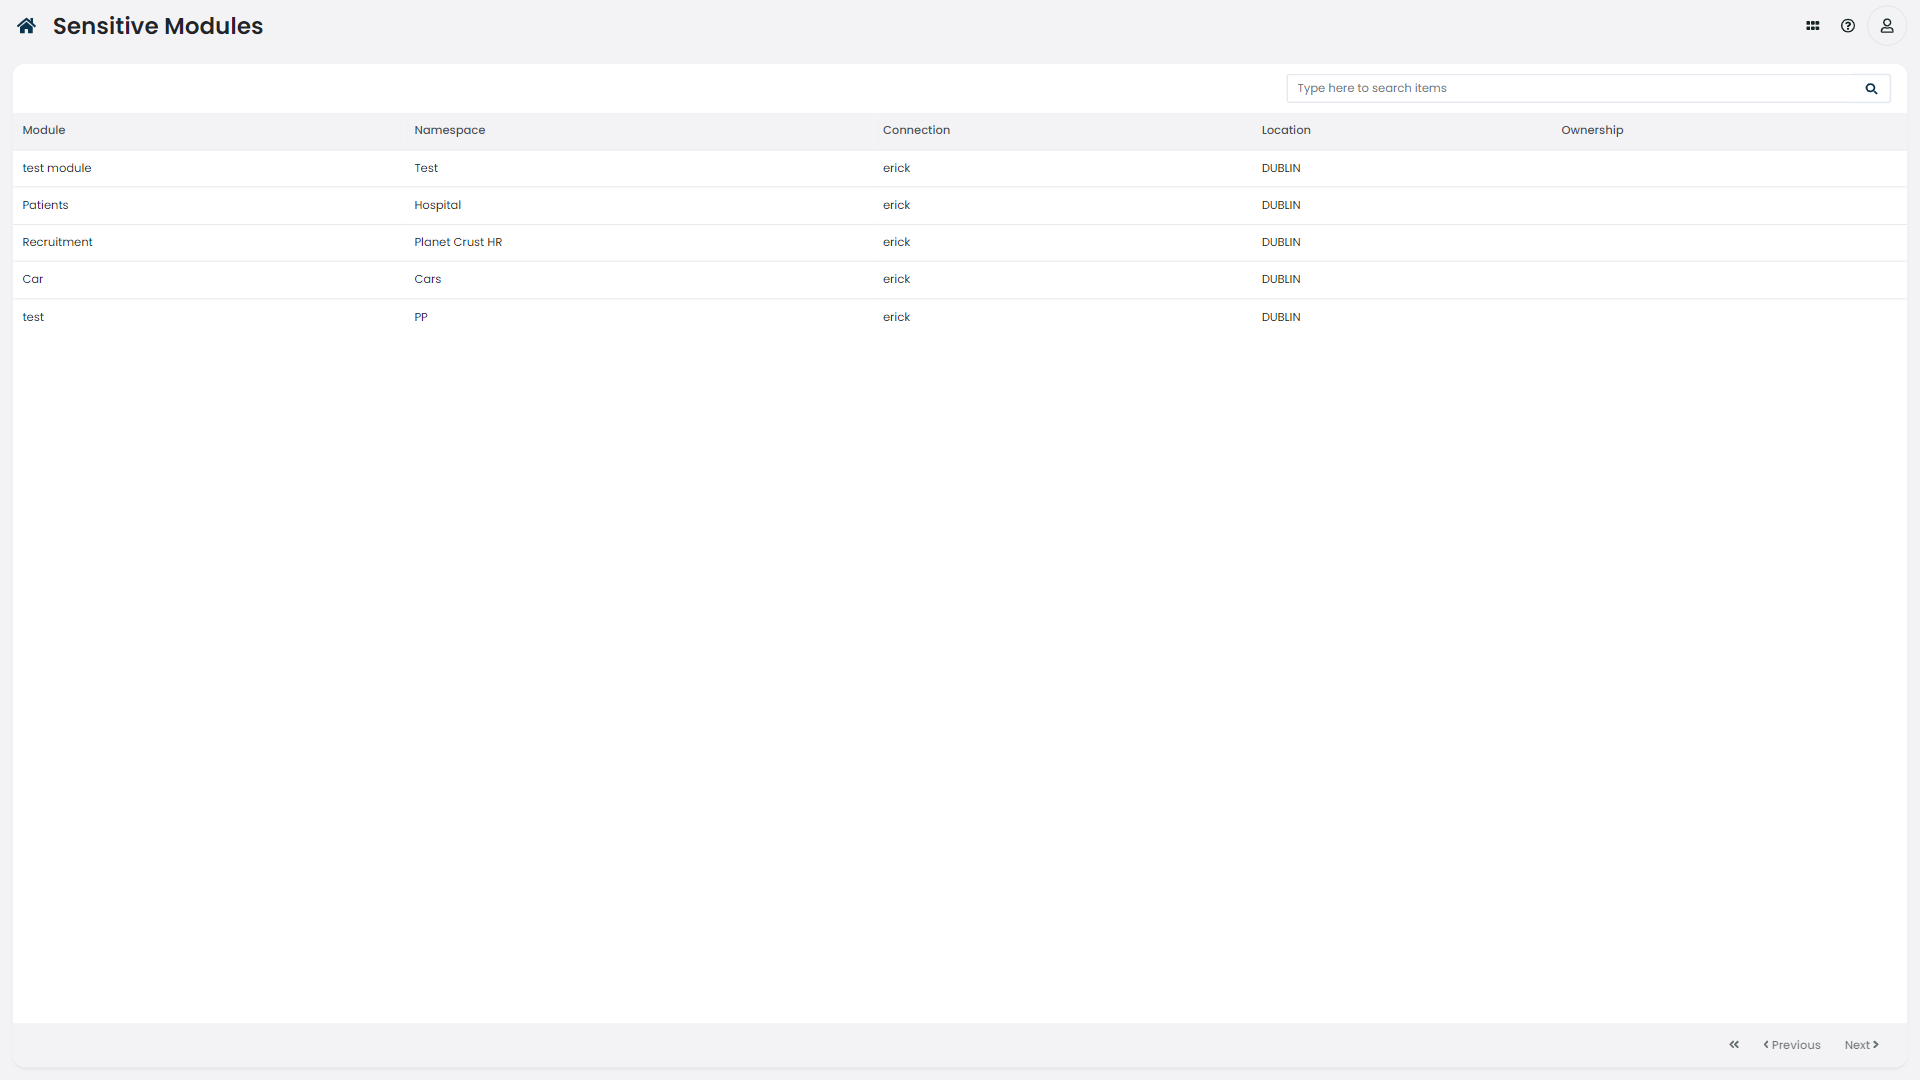 Sensitive Modules
Type here to search items
Module Namespace Connection Location Ownership
test module Test erick DUBLIN
Patients Hospital erick DUBLIN
Recruitment Planet Crust HR erick DUBLIN
Car Cars erick DUBLIN
test PP erick DUBLIN
Previous Next